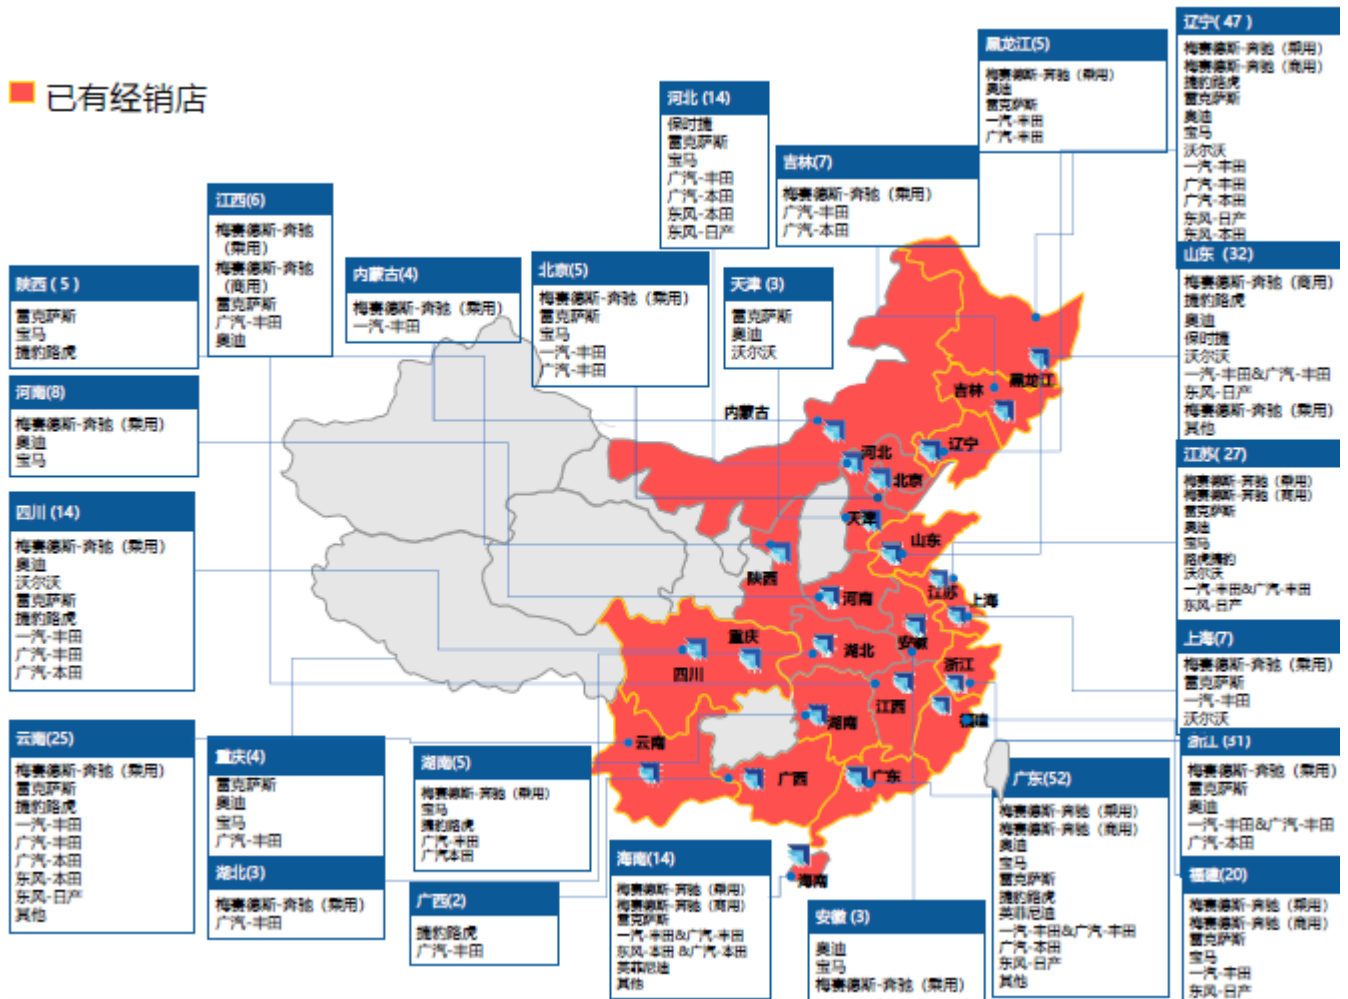 已有经销店
黑龙江(5)
梅赛德斯-奔驰（乘用）
奥迪
雷克萨斯
一汽-丰田
广汽-丰田
辽宁( 47 )
梅赛德斯-奔驰（乘用）
梅赛德斯-奔驰（商用）
捷豹路虎
雷克萨斯
奥迪
宝马
沃尔沃
一汽-丰田
广汽-丰田
广汽-本田
东风-日产
东风-本田
河北 (14)
保时捷
雷克萨斯
宝马
广汽-丰田
广汽-本田
东风-本田
东风-日产
吉林(7)
梅赛德斯-奔驰（乘用）
广汽-丰田
广汽-本田
江西(6)
梅赛德斯-奔驰
（乘用）
梅赛德斯-奔驰
（商用）
雷克萨斯
广汽-丰田
奥迪
陕西 ( 5 )
雷克萨斯
宝马
捷豹路虎
内蒙古(4)
梅赛德斯-奔驰（乘用）
一汽-丰田
北京(5)
梅赛德斯-奔驰（乘用）
雷克萨斯
宝马
一汽-丰田
广汽-丰田
天津 (3)
雷克萨斯
奥迪
沃尔沃
山东 (32)
梅赛德斯-奔驰（商用）
捷豹路虎
奥迪
保时捷
沃尔沃
一汽-丰田&广汽-丰田
东风-日产
梅赛德斯-奔驰（乘用）
其他
河南(8)
梅赛德斯-奔驰（乘用）
奥迪
宝马
江苏( 27)
梅赛德斯-奔驰（乘用）
梅赛德斯-奔驰（商用）
雷克萨斯
奥迪
宝马
路虎捷豹
沃尔沃
一汽-丰田&广汽-丰田
东风-日产
四川 (14)
梅赛德斯-奔驰（乘用）
奥迪
沃尔沃
雷克萨斯
捷豹路虎
一汽-丰田
广汽-丰田
广汽-本田
上海(7)
梅赛德斯-奔驰（乘用）
雷克萨斯
一汽-丰田
沃尔沃
黑龙江
吉林
内蒙古
辽宁
河北
北京
天津
山东
陕西
河南
江苏
上海
安徽
重庆
湖北
浙江
四川
江西
湖南
福建
云南
广西
广东
海南
云南(25)
梅赛德斯-奔驰（乘用）
雷克萨斯
捷豹路虎
一汽-丰田
广汽-丰田
广汽-本田
东风-本田
东风-日产
其他
重庆(4)
雷克萨斯
奥迪
宝马
广汽-丰田
湖北(3)
梅赛德斯-奔驰（乘用）
广汽-丰田
湖南(5)
梅赛德斯-奔驰（乘用）
宝马
捷豹路虎
广汽-丰田
广汽本田
广西(2)
捷豹路虎
广汽-丰田
海南(14)
梅赛德斯-奔驰（乘用）
梅赛德斯-奔驰（商用）
雷克萨斯
一汽-丰田&广汽-丰田
东风-本田 &广汽-本田
英菲尼迪
其他
安徽 (3)
奥迪
宝马
梅赛德斯-奔驰（乘用）
广东(52)
梅赛德斯-奔驰（乘用）
梅赛德斯-奔驰（商用）
奥迪
宝马
雷克萨斯
捷豹路虎
英菲尼迪
一汽-丰田&广汽-丰田
广汽-本田
东风-日产
其他
浙江 (31)
梅赛德斯-奔驰（乘用）
雷克萨斯
奥迪
一汽-丰田&广汽-丰田
广汽-本田
福建(20)
梅赛德斯-奔驰（乘用）
梅赛德斯-奔驰（商用）
雷克萨斯
宝马
一汽-丰田
东风-日产